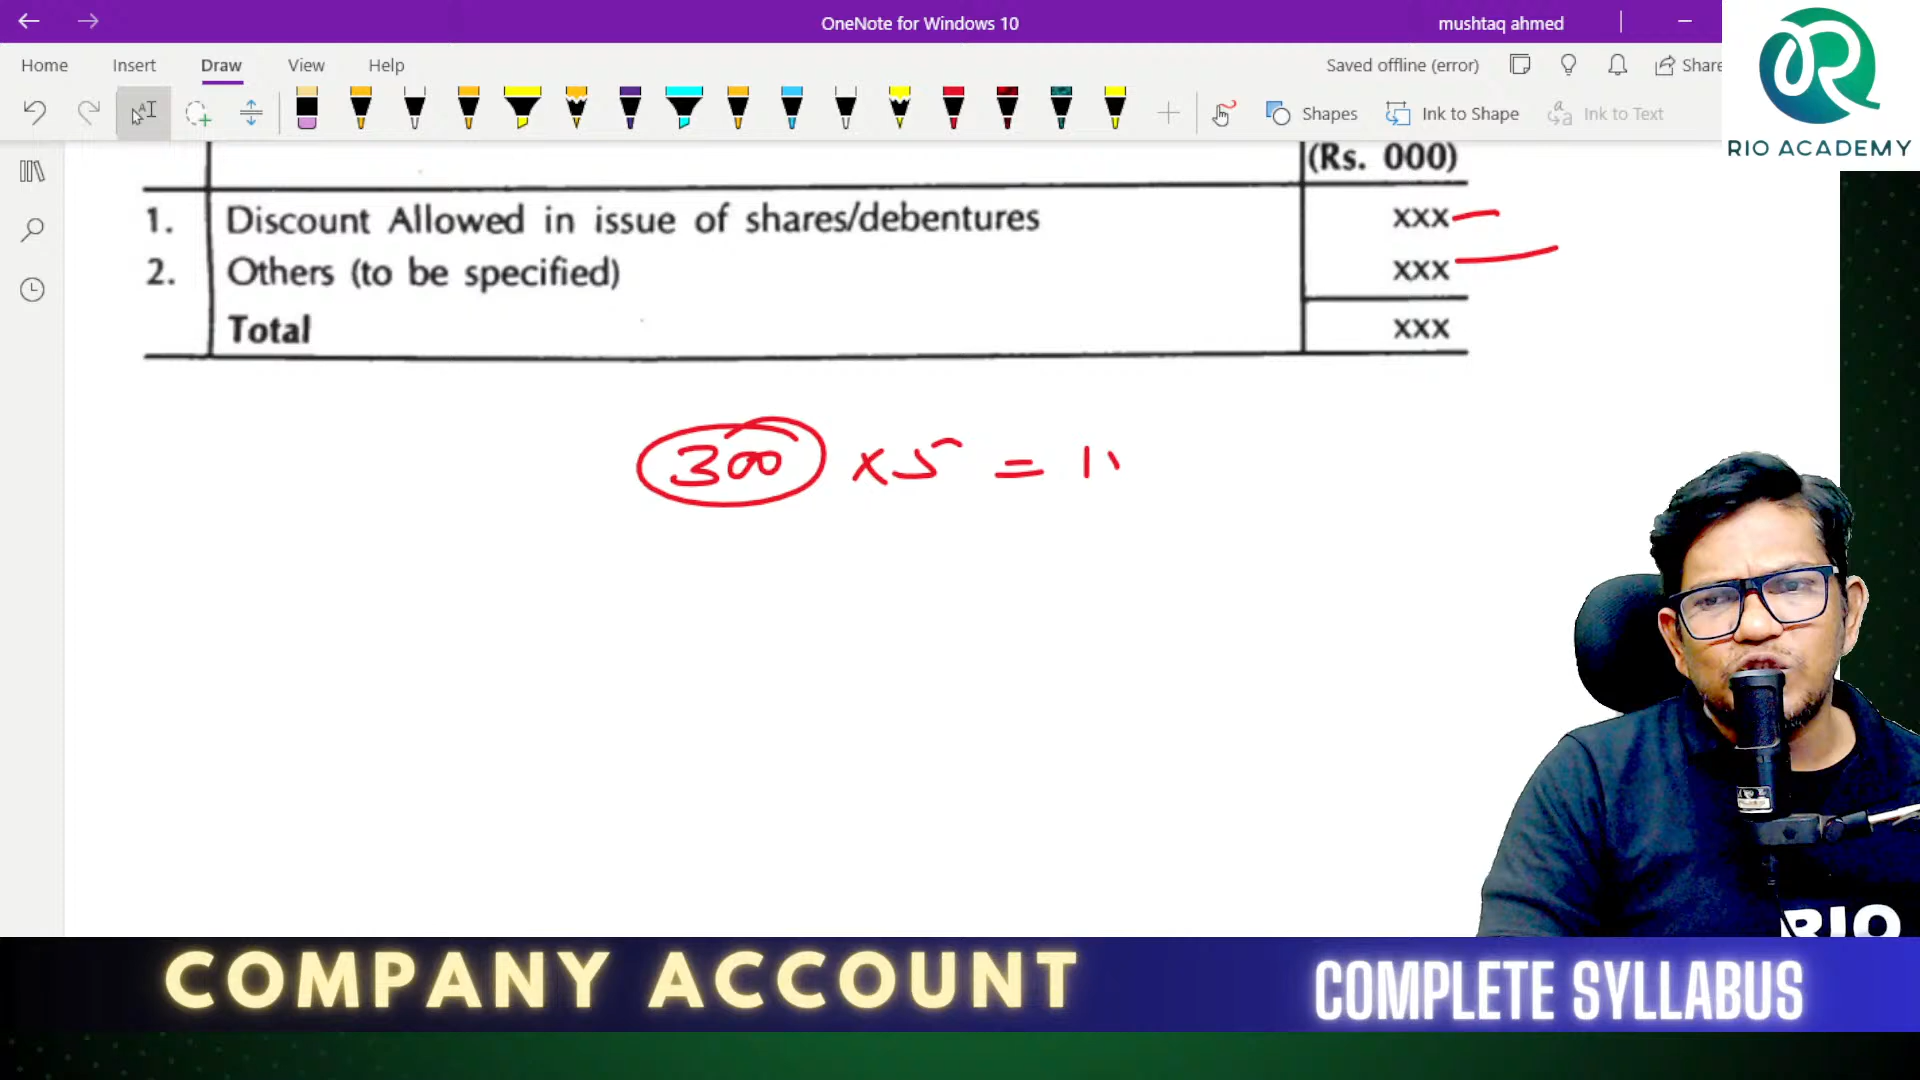 OneNote for Windows 10
mushtaq ahmed
Home Insert Draw View Help
Saved offline (error)
Share
Shapes
Ink to Shape
Ink to Text
RIO ACADEMY
(Rs. 000)
1. Discount Allowed in issue of shares/debentures xxx
2. Others (to be specified) xxx
Total xxx
300 x 5 =
RIO
COMPANY ACCOUNT
COMPLETE SYLLABUS